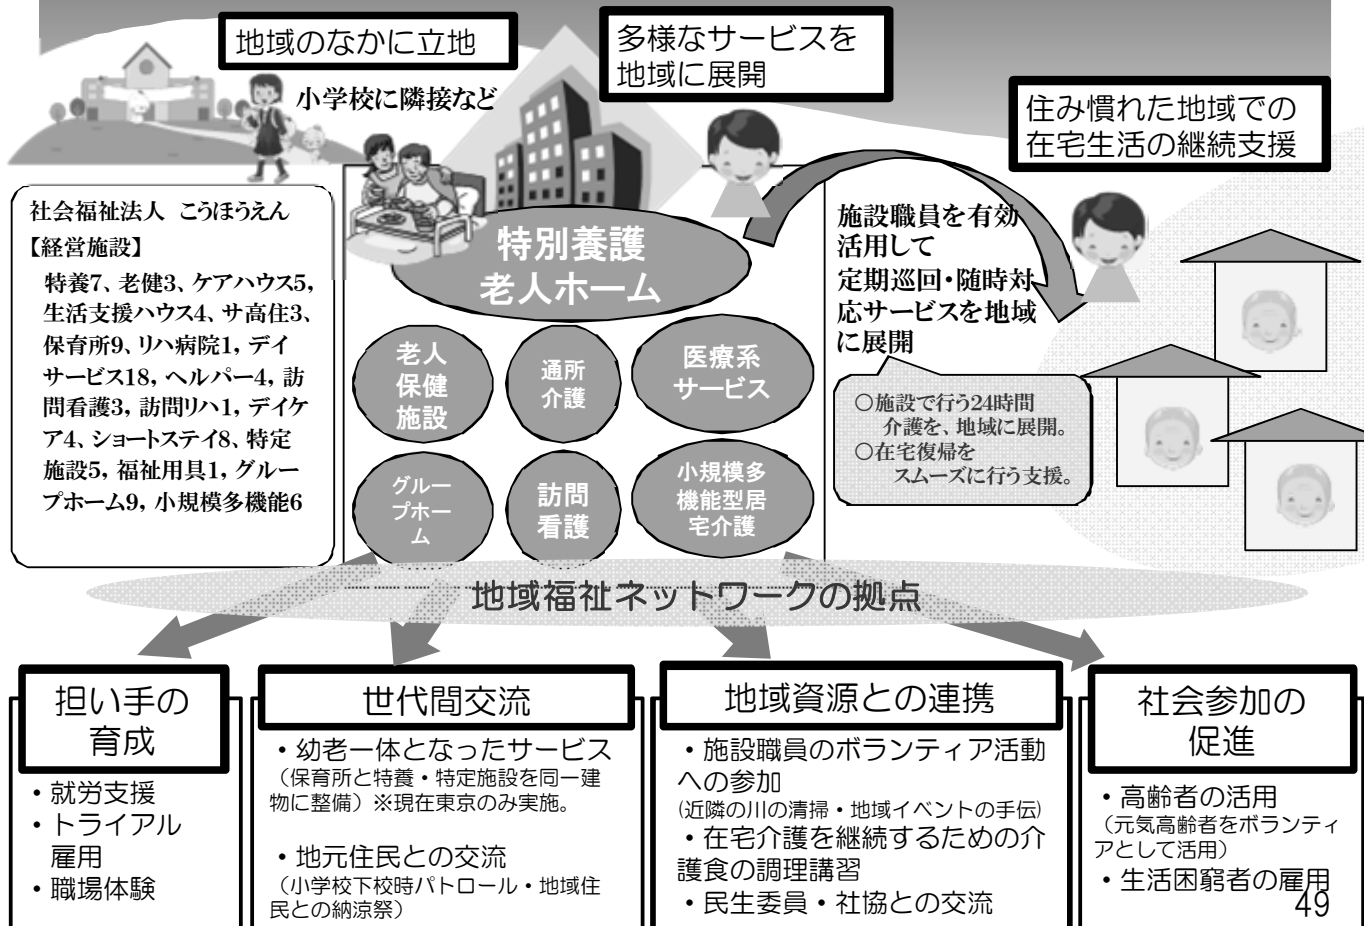 地域のなかに立地
小学校に隣接など
多様なサービスを
地域に展開
住み慣れた地域での
在宅生活の継続支援
社会福祉法人 こうほうえん
【経営施設】
特養7、老健3、ケアハウス5,
生活支援ハウス4、サ高住3、
保育所9、リハ病院1, デイ
サービス18, ヘルパー4, 訪
問看護3, 訪問リハ1, デイケ
ア4、ショートステイ8、特定
施設5, 福祉用具1, グルー
プホーム9, 小規模多機能6
特別養護
老人ホーム
老人
保健
施設
通所
介護
医療系
サービス
グルー
プホー
ム
訪問
看護
小規模多
機能型居
宅介護
施設職員を有効
活用して
定期巡回・随時対
応サービスを地域
に展開
○施設で行う24時間
介護を、地域に展開。
○在宅復帰を
スムーズに行う支援。
地域福祉ネットワークの拠点
担い手の
育成
・就労支援
・トライアル
雇用
・職場体験
世代間交流
・幼老一体となったサービス
（保育所と特養・特定施設を同一建
物に整備）※現在東京のみ実施。
・地元住民との交流
（小学校下校時パトロール・地域住
民との納涼祭）
地域資源との連携
・施設職員のボランティア活動
への参加
(近隣の川の清掃・地域イベントの手伝)
・在宅介護を継続するための介
護食の調理講習
・民生委員・社協との交流
社会参加の
促進
・高齢者の活用
（元気高齢者をボランティ
アとして活用）
・生活困窮者の雇用
49